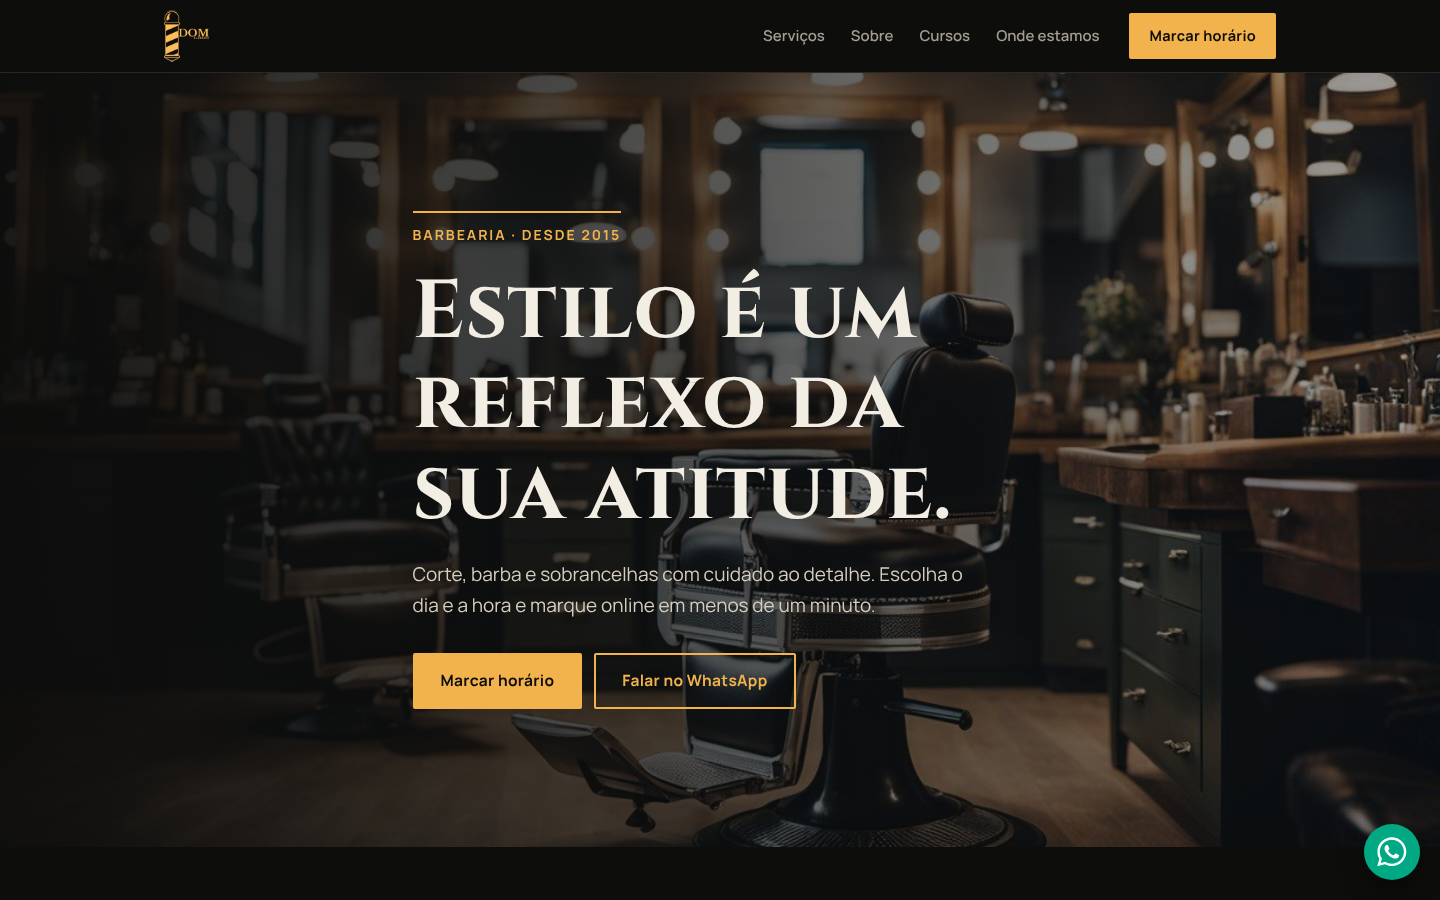 DOM
Serviços
Sobre
Cursos
Onde estamos
Marcar horário
BARBEARIA · DESDE 2015
Estilo é um
reflexo da
sua atitude.
Corte, barba e sobrancelhas com cuidado ao detalhe. Escolha o
dia e a hora e marque online em menos de um minuto.
Marcar horário
Falar no WhatsApp